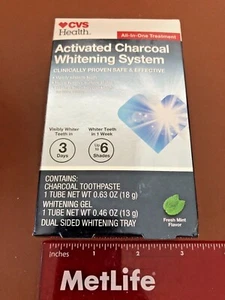 CVS
Health.
All-In-One Treatment
Activated Charcoal
Whitening System
CLINICALLY PROVEN SAFE & EFFECTIVE
Visibly Whiter
Teeth in
3
Days
Whiter Teeth
in 1 Week
UP TO
6
Shades
CONTAINS:
CHARCOAL TOOTHPASTE
1 TUBE NET WT 0.63 OZ (18 g)
WHITENING GEL
1 TUBE NET WT 0.46 OZ (13 g)
DUAL SIDED WHITENING TRAY
Fresh Mint
Flavor
Inches
1
2
3
MetLife